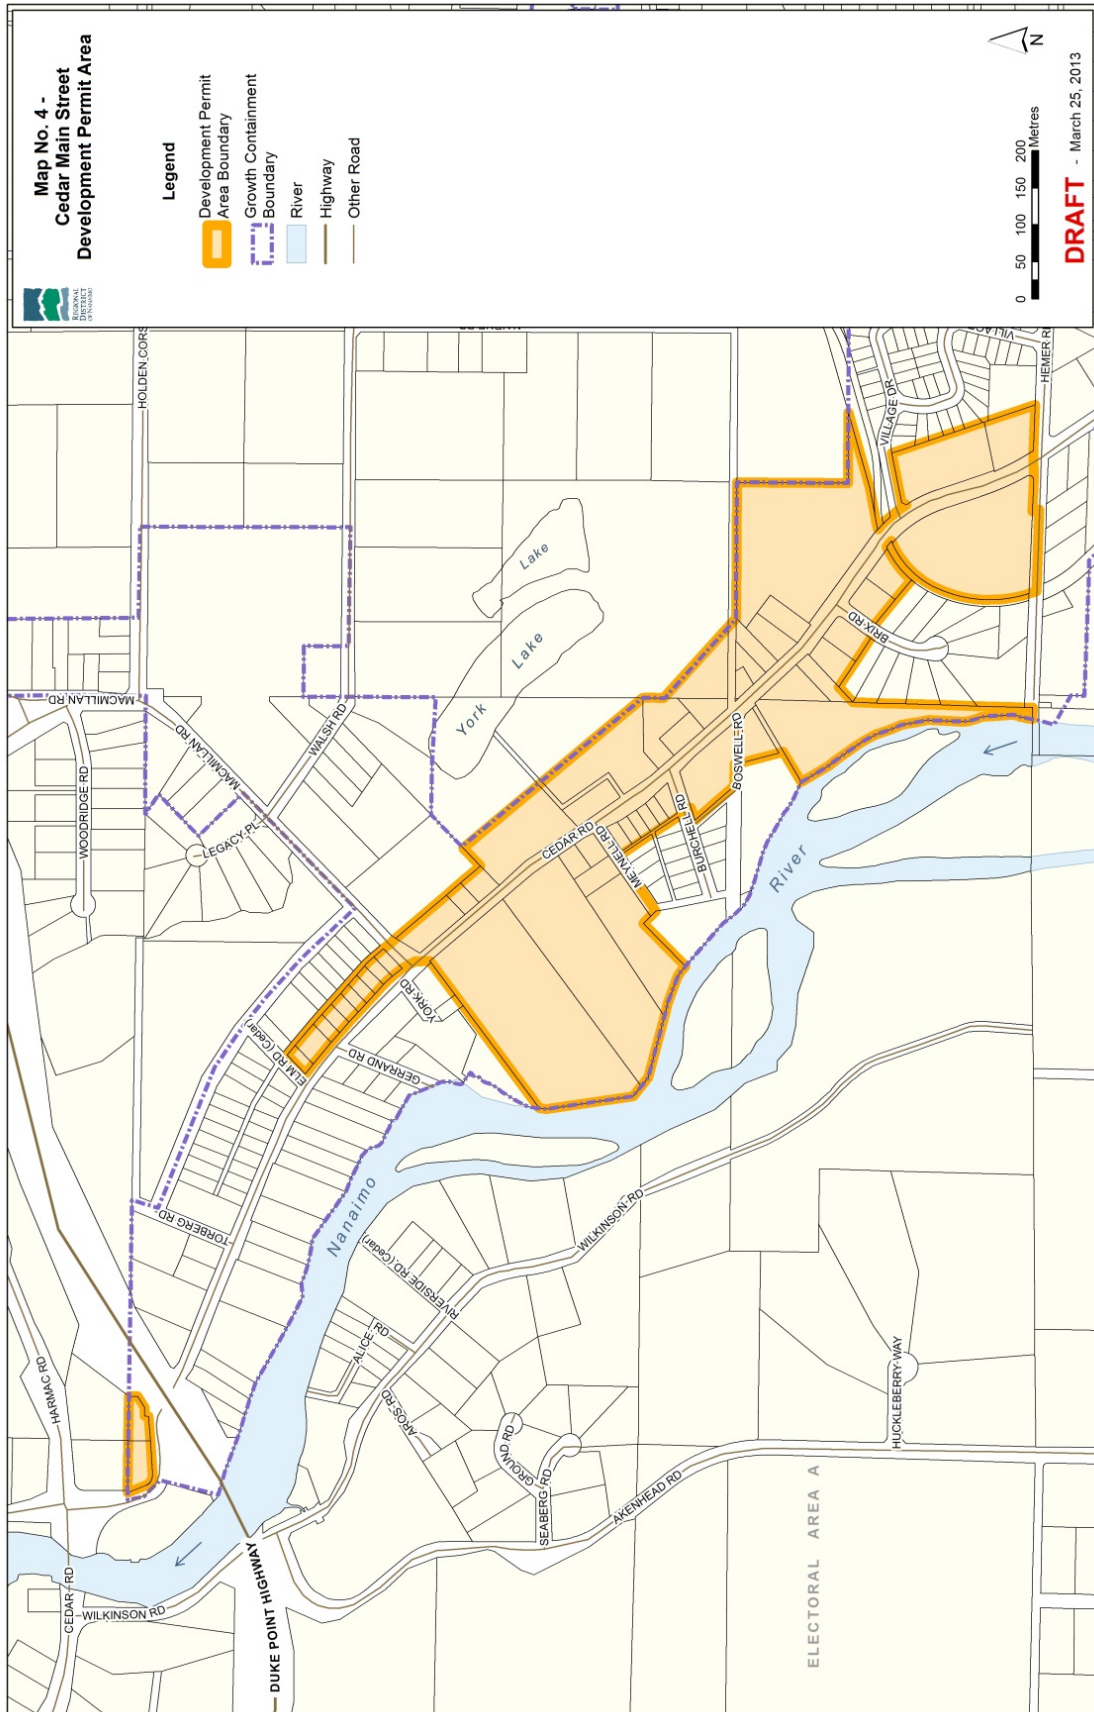 Map No. 4 -
Cedar Main Street
Development Permit Area
REGIONAL
DISTRICT
OF NANAIMO
Legend
Development Permit
Area Boundary
Growth Containment
Boundary
River
Highway
Other Road
N
0 50 100 150 200
Metres
DRAFT - March 25, 2013
HOLDEN CORS
MACMILLAN RD
MACMILLAN RD
WOODRIDGE RD
LEGACY PL
WALSH RD
York Lake
Lake
VILLAGE DR
VILLAG
HEMER R
BRIX RD
BOSWELL RD
BURCHELL RD
MEYNELL RD
CEDAR RD
YORK RD
GERRAND RD
ELM RD (Cedar)
TORBERG RD
Nanaimo
River
RIVERSIDE RD (Cedar)
WILKINSON RD
ALICE RD
AROS RD
GROUND RD
SEABERG RD
AKENHEAD RD
HUCKLEBERRY WAY
HARMAC RD
CEDAR RD
WILKINSON RD
DUKE POINT HIGHWAY
ELECTORAL AREA A